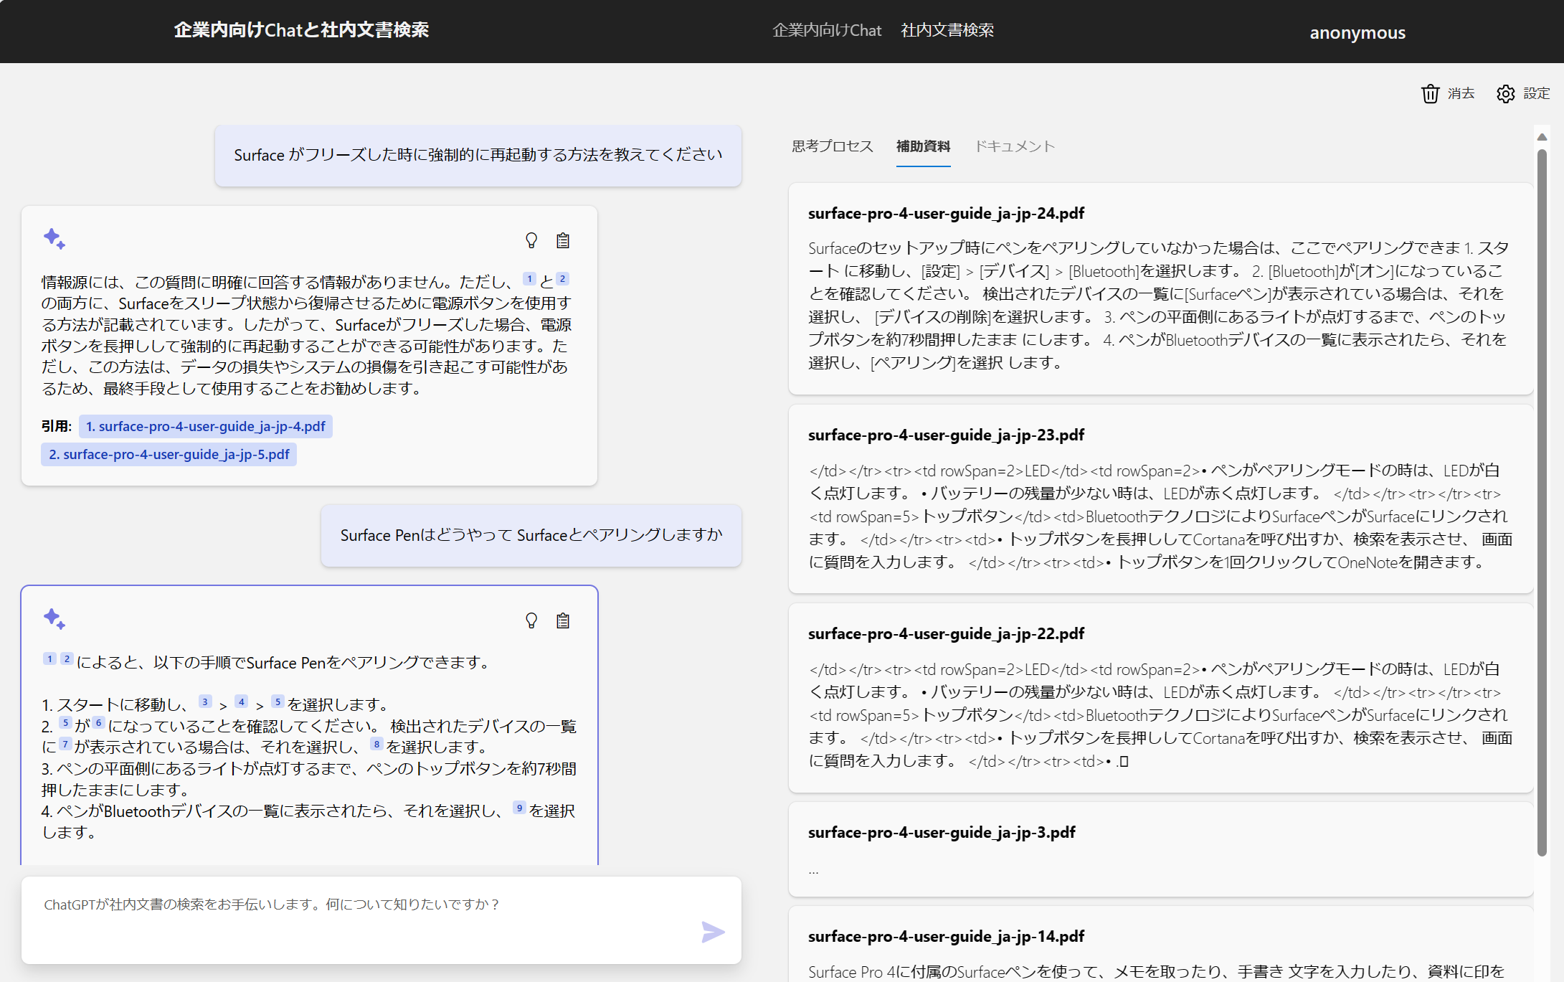 企業内向けChatと社内文書検索
企業内向けChat 社内文書検索
anonymous
消去 設定
Surface がフリーズした時に強制的に再起動する方法を教えてください
情報源には、この質問に明確に回答する情報がありません。ただし、 1 と 2
の両方に、Surfaceをスリープ状態から復帰させるために電源ボタンを使用す
る方法が記載されています。したがって、Surfaceがフリーズした場合、電源
ボタンを長押しして強制的に再起動することができる可能性があります。た
だし、この方法は、データの損失やシステムの損傷を引き起こす可能性があ
るため、最終手段として使用することをお勧めします。
引用: 1. surface-pro-4-user-guide_ja-jp-4.pdf
2. surface-pro-4-user-guide_ja-jp-5.pdf
Surface Penはどうやって Surfaceとペアリングしますか
1 2 によると、以下の手順でSurface Penをペアリングできます。
1. スタートに移動し、 3 > 4 > 5 を選択します。
2. 5 が 6 になっていることを確認してください。 検出されたデバイスの一覧
に 7 が表示されている場合は、それを選択し、 8 を選択します。
3. ペンの平面側にあるライトが点灯するまで、ペンのトップボタンを約7秒間
押したままにします。
4. ペンがBluetoothデバイスの一覧に表示されたら、それを選択し、 9 を選択
します。
ChatGPTが社内文書の検索をお手伝いします。何について知りたいですか？
思考プロセス 補助資料 ドキュメント
surface-pro-4-user-guide_ja-jp-24.pdf
Surfaceのセットアップ時にペンをペアリングしていなかった場合は、ここでペアリングできま 1. スタ
ート に移動し、[設定] > [デバイス] > [Bluetooth]を選択します。 2. [Bluetooth]が[オン]になっているこ
とを確認してください。 検出されたデバイスの一覧に[Surfaceペン]が表示されている場合は、それを
選択し、 [デバイスの削除]を選択します。 3. ペンの平面側にあるライトが点灯するまで、ペンのトッ
プボタンを約7秒間押したまま にします。 4. ペンがBluetoothデバイスの一覧に表示されたら、それを
選択し、[ペアリング]を選択 します。
surface-pro-4-user-guide_ja-jp-23.pdf
</td></tr><tr><td rowSpan=2>LED</td><td rowSpan=2>• ペンがペアリングモードの時は、LEDが白
く点灯します。 • バッテリーの残量が少ない時は、LEDが赤く点灯します。 </td></tr><tr></tr><tr>
<td rowSpan=5>トップボタン</td><td>BluetoothテクノロジによりSurfaceペンがSurfaceにリンクされ
ます。 </td></tr><tr><td>• トップボタンを長押ししてCortanaを呼び出すか、検索を表示させ、 画面
に質問を入力します。 </td></tr><tr><td>• トップボタンを1回クリックしてOneNoteを開きます。
surface-pro-4-user-guide_ja-jp-22.pdf
</td></tr><tr><td rowSpan=2>LED</td><td rowSpan=2>• ペンがペアリングモードの時は、LEDが白
く点灯します。 • バッテリーの残量が少ない時は、LEDが赤く点灯します。 </td></tr><tr></tr><tr>
<td rowSpan=5>トップボタン</td><td>BluetoothテクノロジによりSurfaceペンがSurfaceにリンクされ
ます。 </td></tr><tr><td>• トップボタンを長押ししてCortanaを呼び出すか、検索を表示させ、 画面
に質問を入力します。 </td></tr><tr><td>• .
surface-pro-4-user-guide_ja-jp-3.pdf
...
surface-pro-4-user-guide_ja-jp-14.pdf
Surface Pro 4に付属のSurfaceペンを使って、メモを取ったり、手書き 文字を入力したり、資料に印を